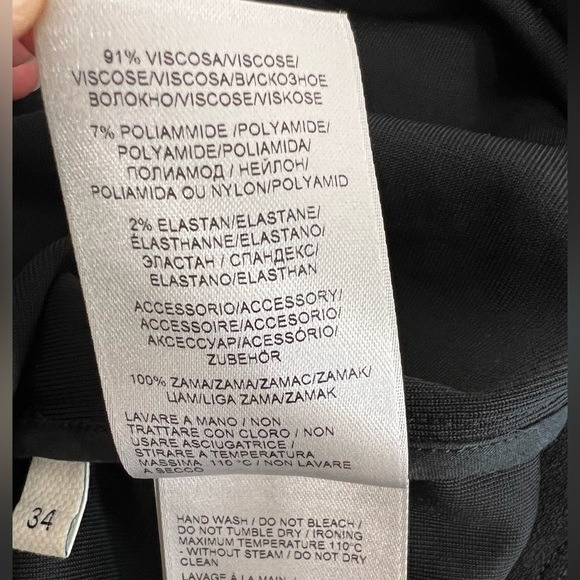 91% VISCOSA/VISCOSE/
VISCOSE/VISCOSA/ВИСКОЗНОЕ
ВОЛОКНО/VISCOSE/VISKOSE
7% POLIAMMIDE /POLYAMIDE/
POLYAMIDE/POLIAMIDA/
ПОЛИАМОД / НЕЙЛОН/
POLIAMIDA OU NYLON/POLYAMID
2% ELASTAN/ELASTANE/
ÉLASTHANNE/ELASTANO/
ЭЛАСТАН / СПАНДЕКС/
ELASTANO/ELASTHAN
ACCESSORIO/ACCESSORY/
ACCESSOIRE/ACCESORIO/
АКСЕССУАР/ACESSÓRIO/
ZUBEHÖR
100% ZAMA/ZAMA/ZAMAC/ZAMAK/
ЦАМ/LIGA ZAMA/ZAMAK
LAVARE A MANO / NON
TRATTARE CON CLORO / NON
USARE ASCIUGATRICE /
STIRARE A TEMPERATURA
MASSIMA 110°C / NON LAVARE
A SECCO
34
HAND WASH / DO NOT BLEACH /
DO NOT TUMBLE DRY / IRONING
MAXIMUM TEMPERATURE 110°C
- WITHOUT STEAM / DO NOT DRY
CLEAN
LAVAGE À LA MAIN /